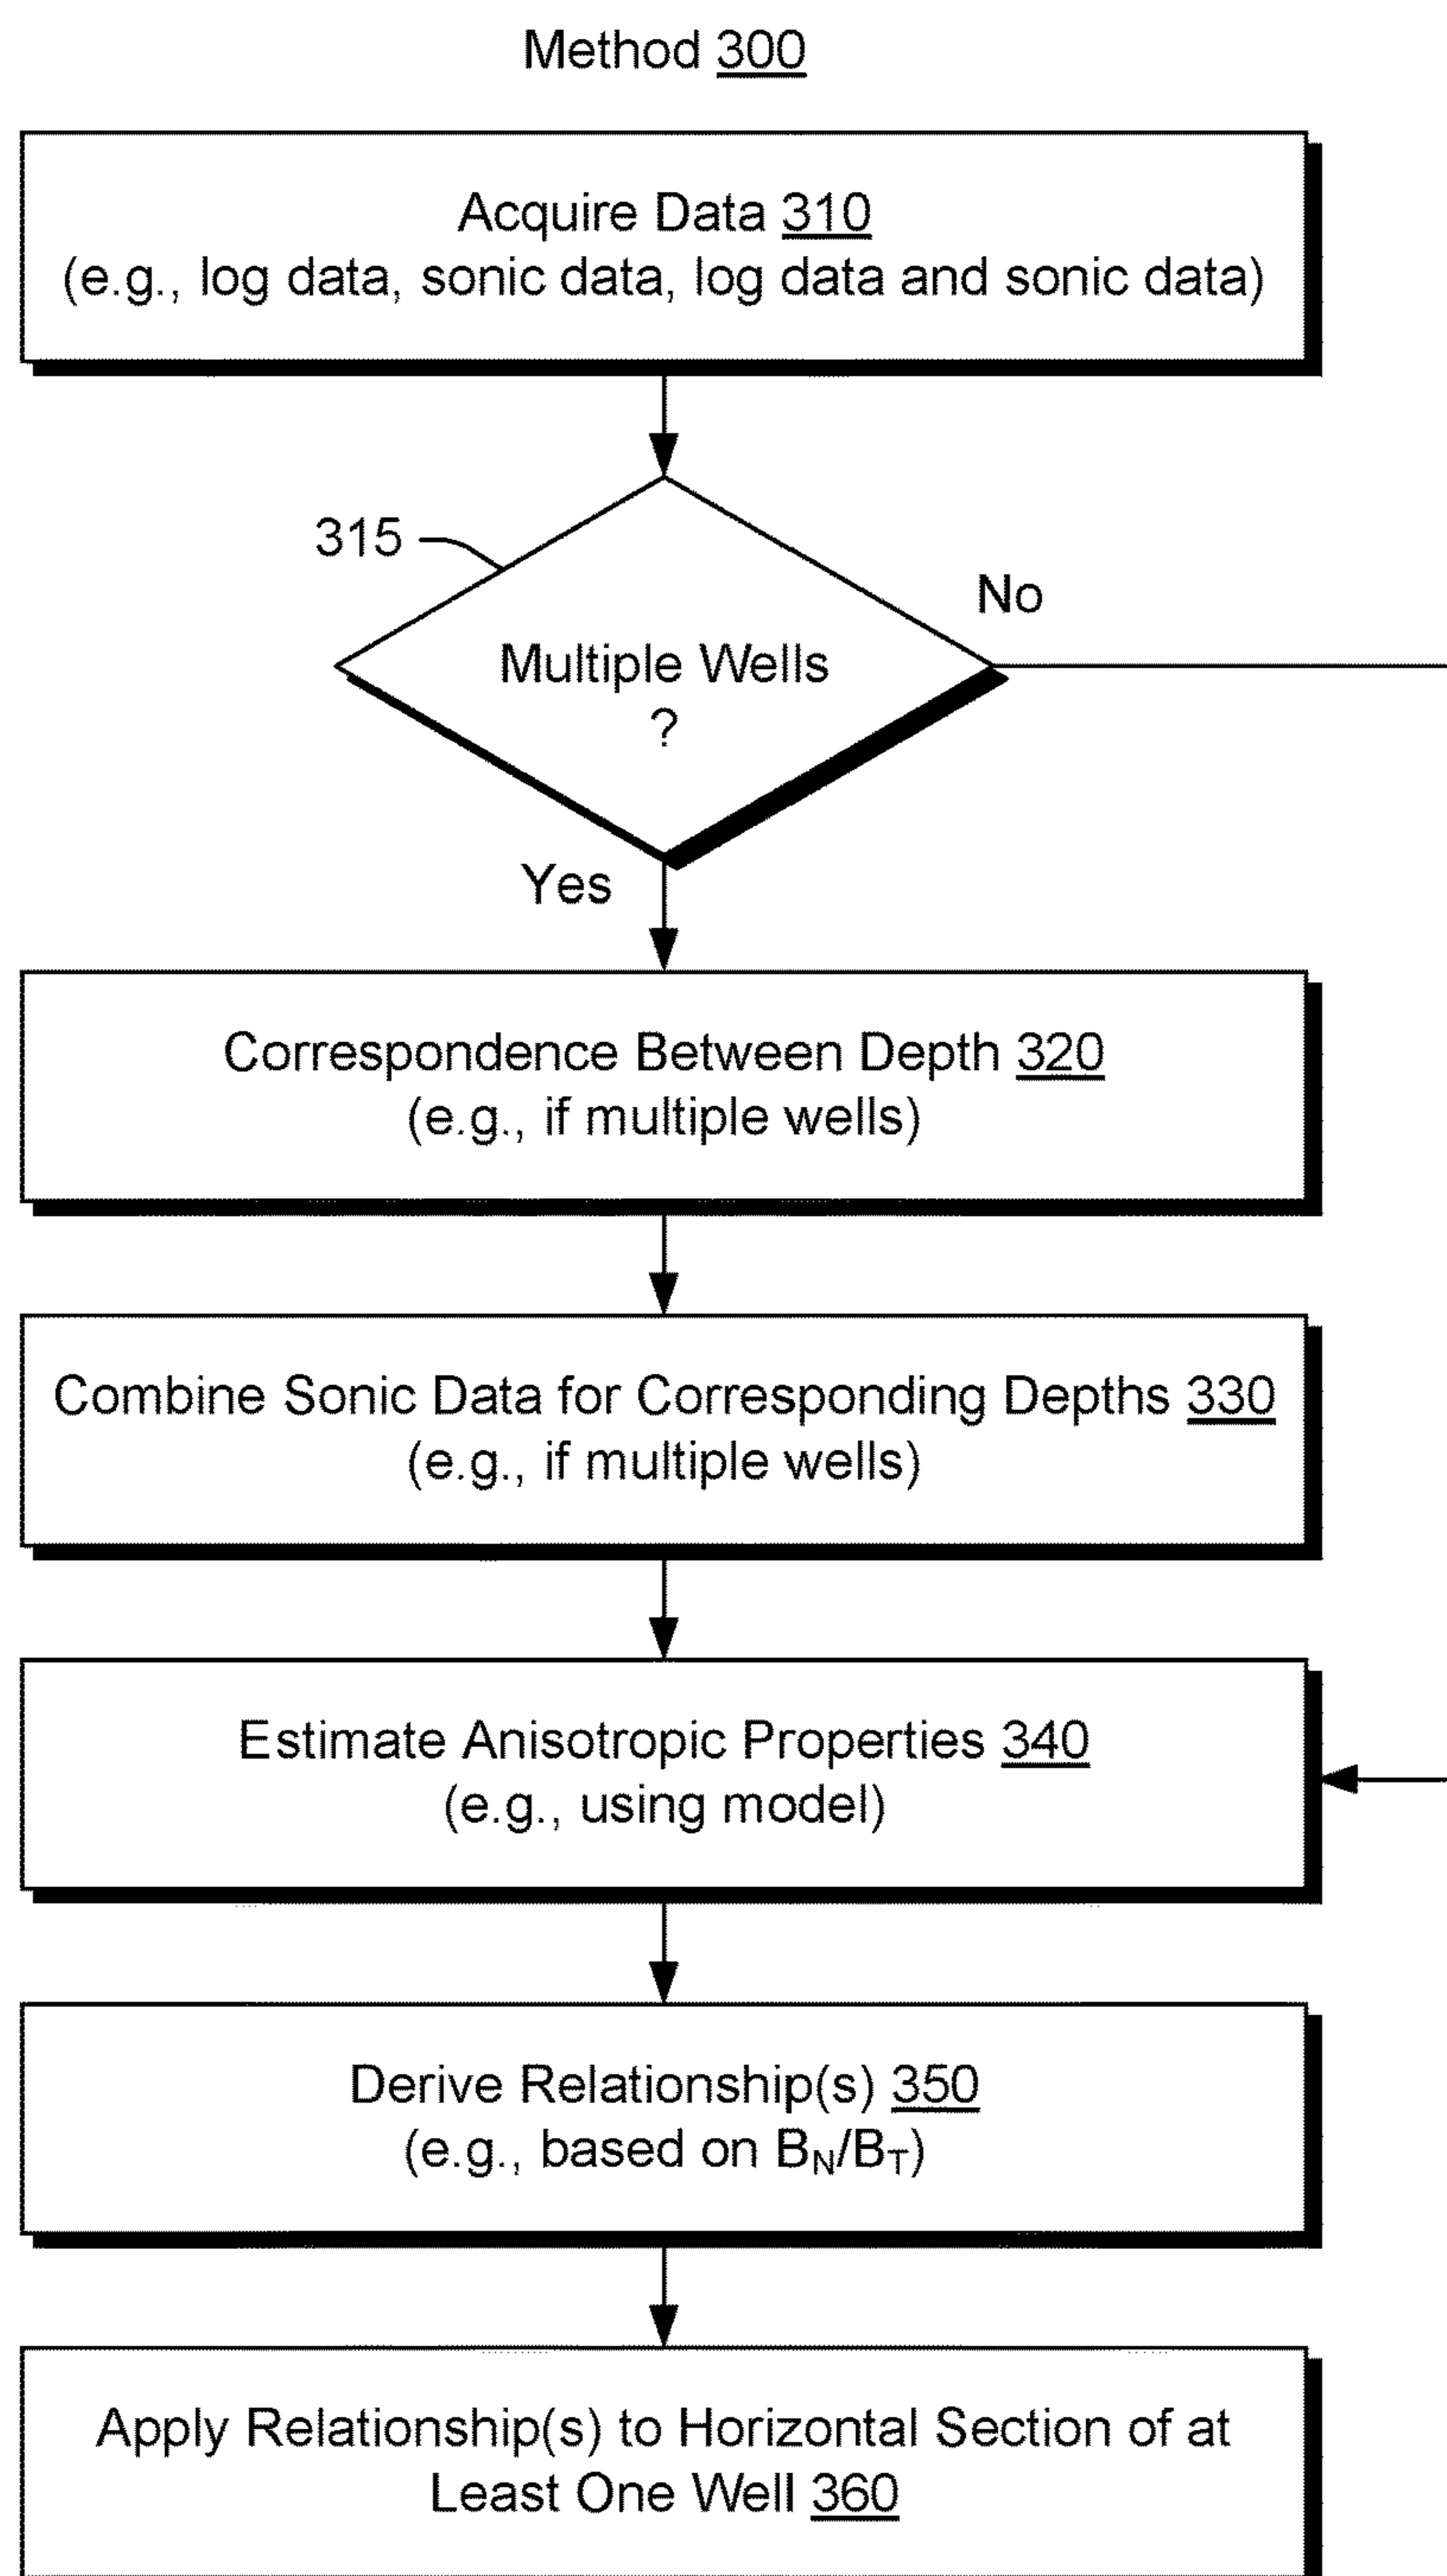 Method 300
Acquire Data 310
(e.g., log data, sonic data, log data and sonic data)
315
No
Multiple Wells
?
Yes
Correspondence Between Depth 320
(e.g., if multiple wells)
Combine Sonic Data for Corresponding Depths 330
(e.g., if multiple wells)
Estimate Anisotropic Properties 340
(e.g., using model)
Derive Relationship(s) 350
(e.g., based on BN/BT)
Apply Relationship(s) to Horizontal Section of at
Least One Well 360